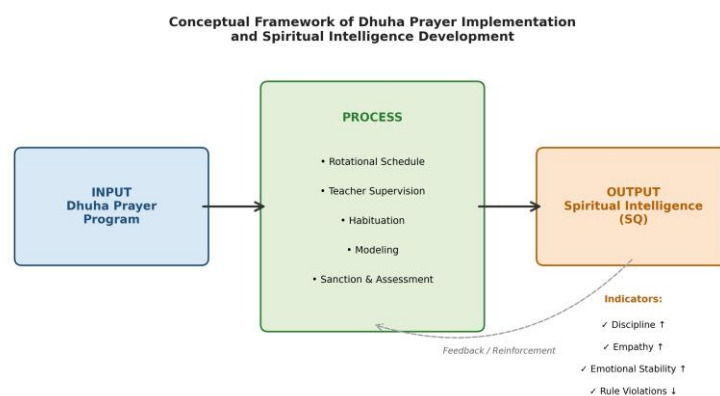 Conceptual Framework of Dhuha Prayer Implementation
and Spiritual Intelligence Development
INPUT
Dhuha Prayer
Program
PROCESS
• Rotational Schedule
• Teacher Supervision
• Habituation
• Modeling
• Sanction & Assessment
OUTPUT
Spiritual Intelligence
(SQ)
Feedback / Reinforcement
Indicators:
✓ Discipline ↑
✓ Empathy ↑
✓ Emotional Stability ↑
✓ Rule Violations ↓